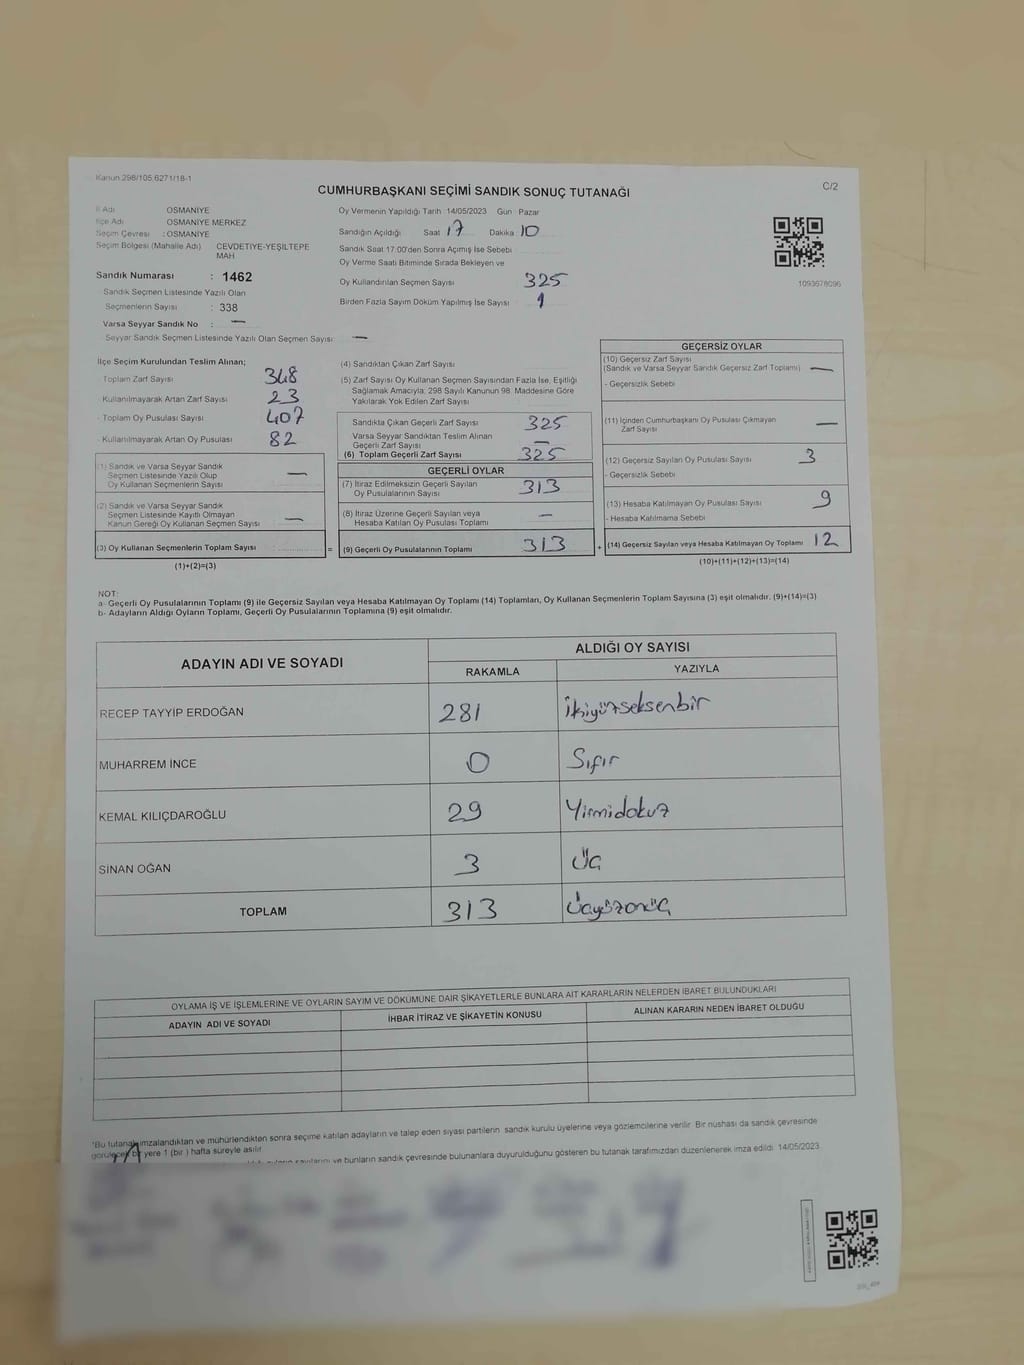 Kanun 298/105.6271/18-1
C/2
CUMHURBAŞKANI SEÇİMİ SANDIK SONUÇ TUTANAĞI
İl Adı OSMANİYE
İlçe Adı OSMANİYE MERKEZ
Seçim Çevresi : OSMANİYE
Seçim Bölgesi (Mahalle Adı) CEVDETİYE-YEŞİLTEPE MAH
Sandık Numarası : 1462
Sandık Seçmen Listesinde Yazılı Olan
Seçmenlerin Sayısı : 338
Varsa Seyyar Sandık No : —
Seyyar Sandık Seçmen Listesinde Yazılı Olan Seçmen Sayısı —
Oy Vermenin Yapıldığı Tarih 14/05/2023 Gün Pazar
Sandığın Açıldığı Saat 17 Dakika 10
Sandık Saat 17:00'den Sonra Açımış İse Sebebi
Oy Verme Saati Bitiminde Sırada Bekleyen ve
Oy Kullandırılan Seçmen Sayısı 325
Birden Fazla Sayım Döküm Yapılmış İse Sayısı 1
1093678096
İlçe Seçim Kurulundan Teslim Alınan;
- Toplam Zarf Sayısı 348
- Kullanılmayarak Artan Zarf Sayısı 23
- Toplam Oy Pusulası Sayısı 407
- Kullanılmayarak Artan Oy Pusulası 82
(1) Sandık ve Varsa Seyyar Sandık
Seçmen Listesinde Yazılı Olup
Oy Kullanan Seçmenlerin Sayısı —
(2) Sandık ve Varsa Seyyar Sandık
Seçmen Listesinde Kayıtlı Olmayan
Kanun Gereği Oy Kullanan Seçmen Sayısı —
(3) Oy Kullanan Seçmenlerin Toplam Sayısı =
(1)+(2)=(3)
(4) Sandıktan Çıkan Zarf Sayısı
(5) Zarf Sayısı Oy Kullanan Seçmen Sayısından Fazla İse, Eşitliği
Sağlamak Amacıyla, 298 Sayılı Kanunun 98. Maddesine Göre
Yakılarak Yok Edilen Zarf Sayısı
Sandıkta Çıkan Geçerli Zarf Sayısı 325
Varsa Seyyar Sandıktan Teslim Alınan
Geçerli Zarf Sayısı —
(6) Toplam Geçerli Zarf Sayısı 325
GEÇERLİ OYLAR
(7) İtiraz Edilmeksizin Geçerli Sayılan
Oy Pusulalarının Sayısı 313
(8) İtiraz Üzerine Geçerli Sayılan veya
Hesaba Katılan Oy Pusulası Toplamı —
(9) Geçerli Oy Pusulalarının Toplamı 313 +
GEÇERSİZ OYLAR
(10) Geçersiz Zarf Sayısı
(Sandık ve Varsa Seyyar Sandık Geçersiz Zarf Toplamı) —
- Geçersizlik Sebebi
(11) İçinden Cumhurbaşkanı Oy Pusulası Çıkmayan
Zarf Sayısı —
(12) Geçersiz Sayılan Oy Pusulası Sayısı 3
- Geçersizlik Sebebi
(13) Hesaba Katılmayan Oy Pusulası Sayısı 9
- Hesaba Katılmama Sebebi
(14) Geçersiz Sayılan veya Hesaba Katılmayan Oy Toplamı 12
(10)+(11)+(12)+(13)=(14)
NOT:
a- Geçerli Oy Pusulalarının Toplamı (9) ile Geçersiz Sayılan veya Hesaba Katılmayan Oy Toplamı (14) Toplamları, Oy Kullanan Seçmenlerin Toplam Sayısına (3) eşit olmalıdır. (9)+(14)=(3)
b- Adayların Aldığı Oyların Toplamı, Geçerli Oy Pusulalarının Toplamına (9) eşit olmalıdır.
ADAYIN ADI VE SOYADI ALDIĞI OY SAYISI
RAKAMLA YAZIYLA
RECEP TAYYİP ERDOĞAN 281 İkiyüzseksenbir
MUHARREM İNCE 0 Sıfır
KEMAL KILIÇDAROĞLU 29 Yirmidokuz
SİNAN OĞAN 3 Üç
TOPLAM 313 Üçyüzonüç
OYLAMA İŞ VE İŞLEMLERİNE VE OYLARIN SAYIM VE DÖKÜMÜNE DAİR ŞİKAYETLERLE BUNLARA AİT KARARLARIN NELERDEN İBARET BULUNDUKLARI
ADAYIN ADI VE SOYADI İHBAR İTİRAZ VE ŞİKAYETİN KONUSU ALINAN KARARIN NEDEN İBARET OLDUĞU
*Bu tutanak imzalandıktan ve mühürlendikten sonra seçime katılan adayların ve talep eden siyasi partilerin sandık kurulu üyelerine veya gözlemcilerine verilir. Bir nüshası da sandık çevresinde
görülecek bir yere 1 (bir ) hafta süreyle asılır.
ve bunların sandık çevresinde bulunanlara duyurulduğunu gösteren bu tutanak tarafımızdan düzenlenerek imza edildi. 14/05/2023